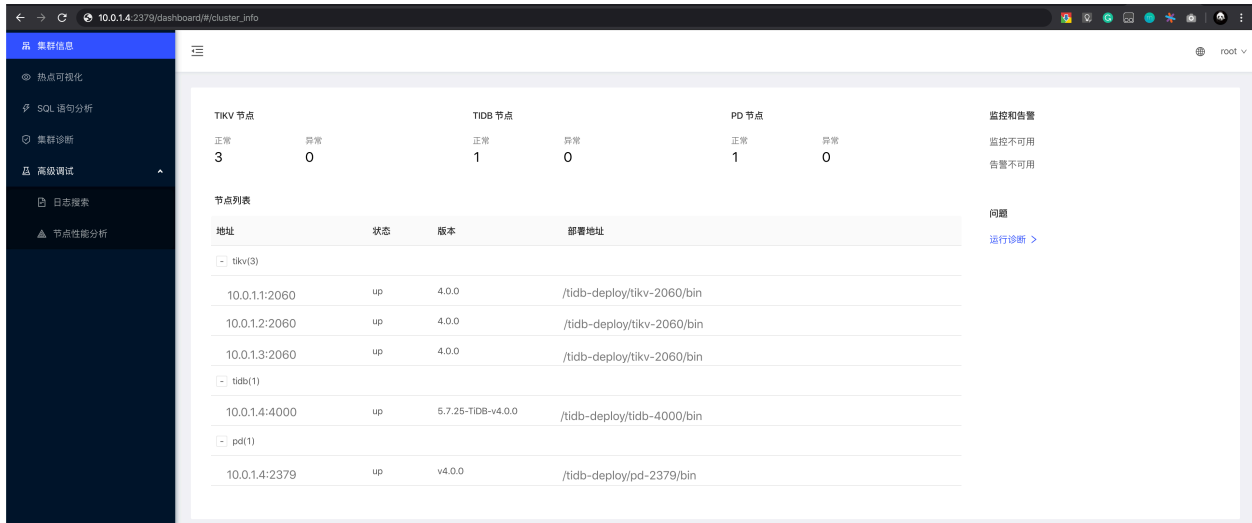 10.0.1.4:2379/dashboard/#/cluster_info
集群信息
root
热点可视化
SQL 语句分析
集群诊断
高级调试
日志搜索
节点性能分析
TIKV 节点
正常 异常
3 0
TIDB 节点
正常 异常
1 0
PD 节点
正常 异常
1 0
监控和告警
监控不可用
告警不可用
问题
运行诊断
节点列表
地址 状态 版本 部署地址
tikv(3)
10.0.1.1:2060 up 4.0.0 /tidb-deploy/tikv-2060/bin
10.0.1.2:2060 up 4.0.0 /tidb-deploy/tikv-2060/bin
10.0.1.3:2060 up 4.0.0 /tidb-deploy/tikv-2060/bin
tidb(1)
10.0.1.4:4000 up 5.7.25-TiDB-v4.0.0 /tidb-deploy/tidb-4000/bin
pd(1)
10.0.1.4:2379 up v4.0.0 /tidb-deploy/pd-2379/bin